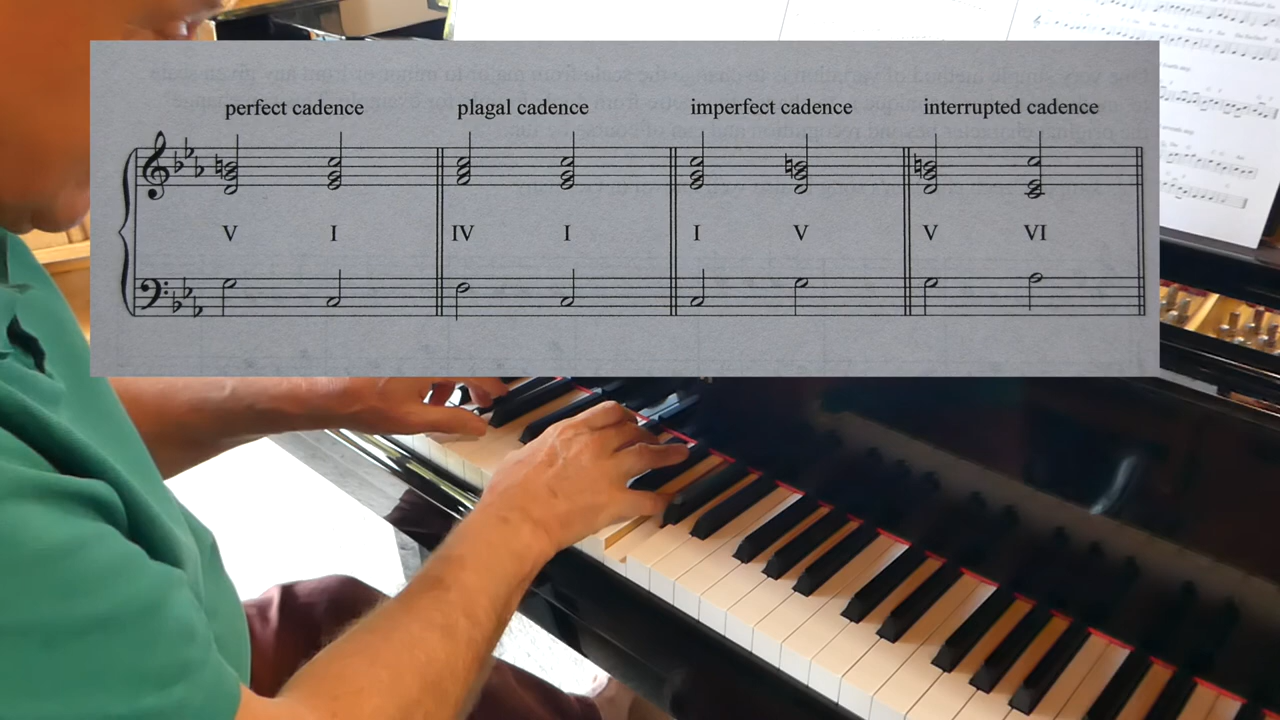 perfect cadence plagal cadence imperfect cadence interrupted cadence
V I IV I I V V VI